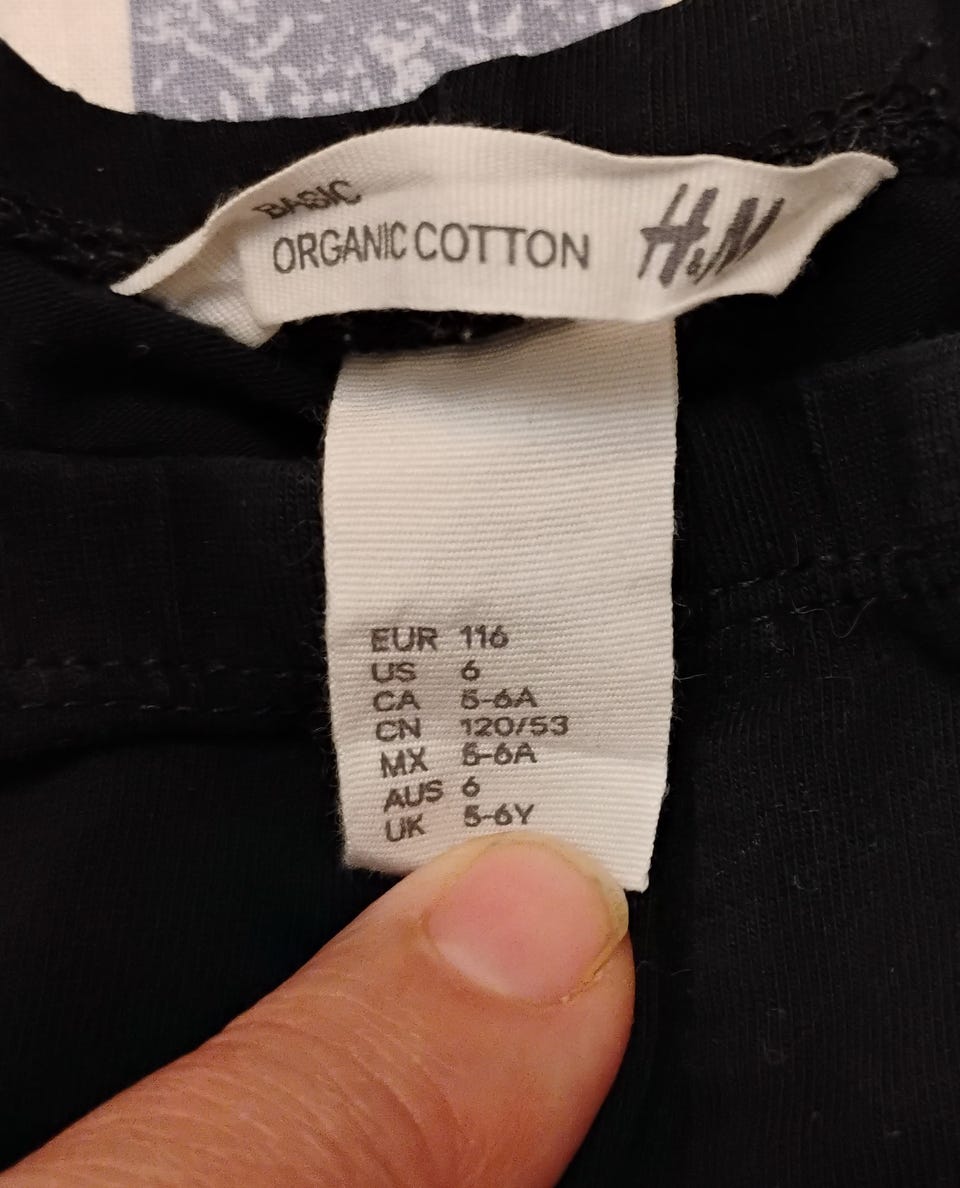 BASIC
ORGANIC COTTON H&M
EUR 116
US 6
CA 5-6A
CN 120/53
MX 5-6A
AUS 6
UK 5-6Y